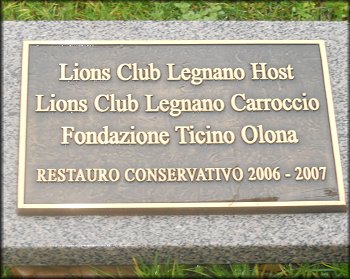 Lions Club Legnano Host
Lions Club Legnano Carroccio
Fondazione Ticino Olona
RESTAURO CONSERVATIVO 2006 - 2007